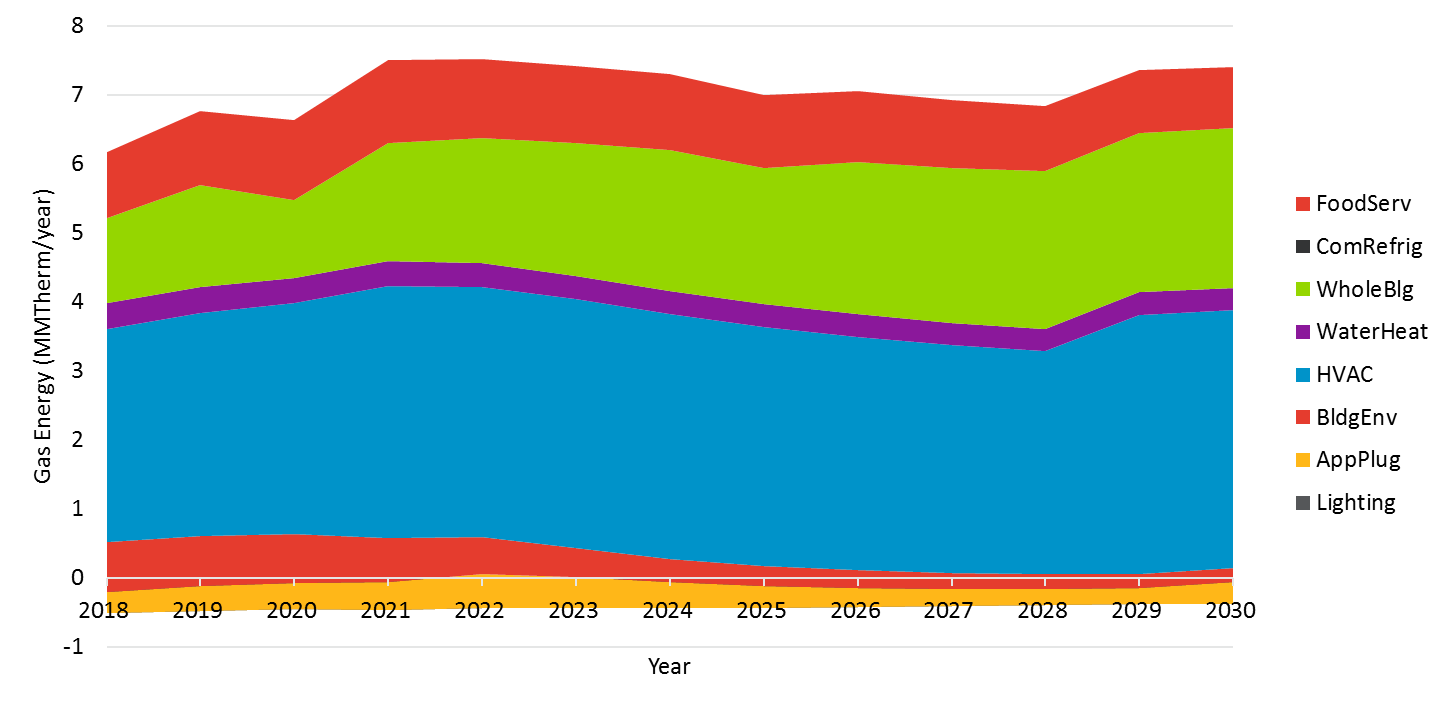 8
7
6
5
4
3
2
1
0
-1
Gas Energy (MMTherm/year)
2018 2019 2020 2021 2022 2023 2024 2025 2026 2027 2028 2029 2030
Year
FoodServ
ComRefrig
WholeBlg
WaterHeat
HVAC
BldgEnv
AppPlug
Lighting